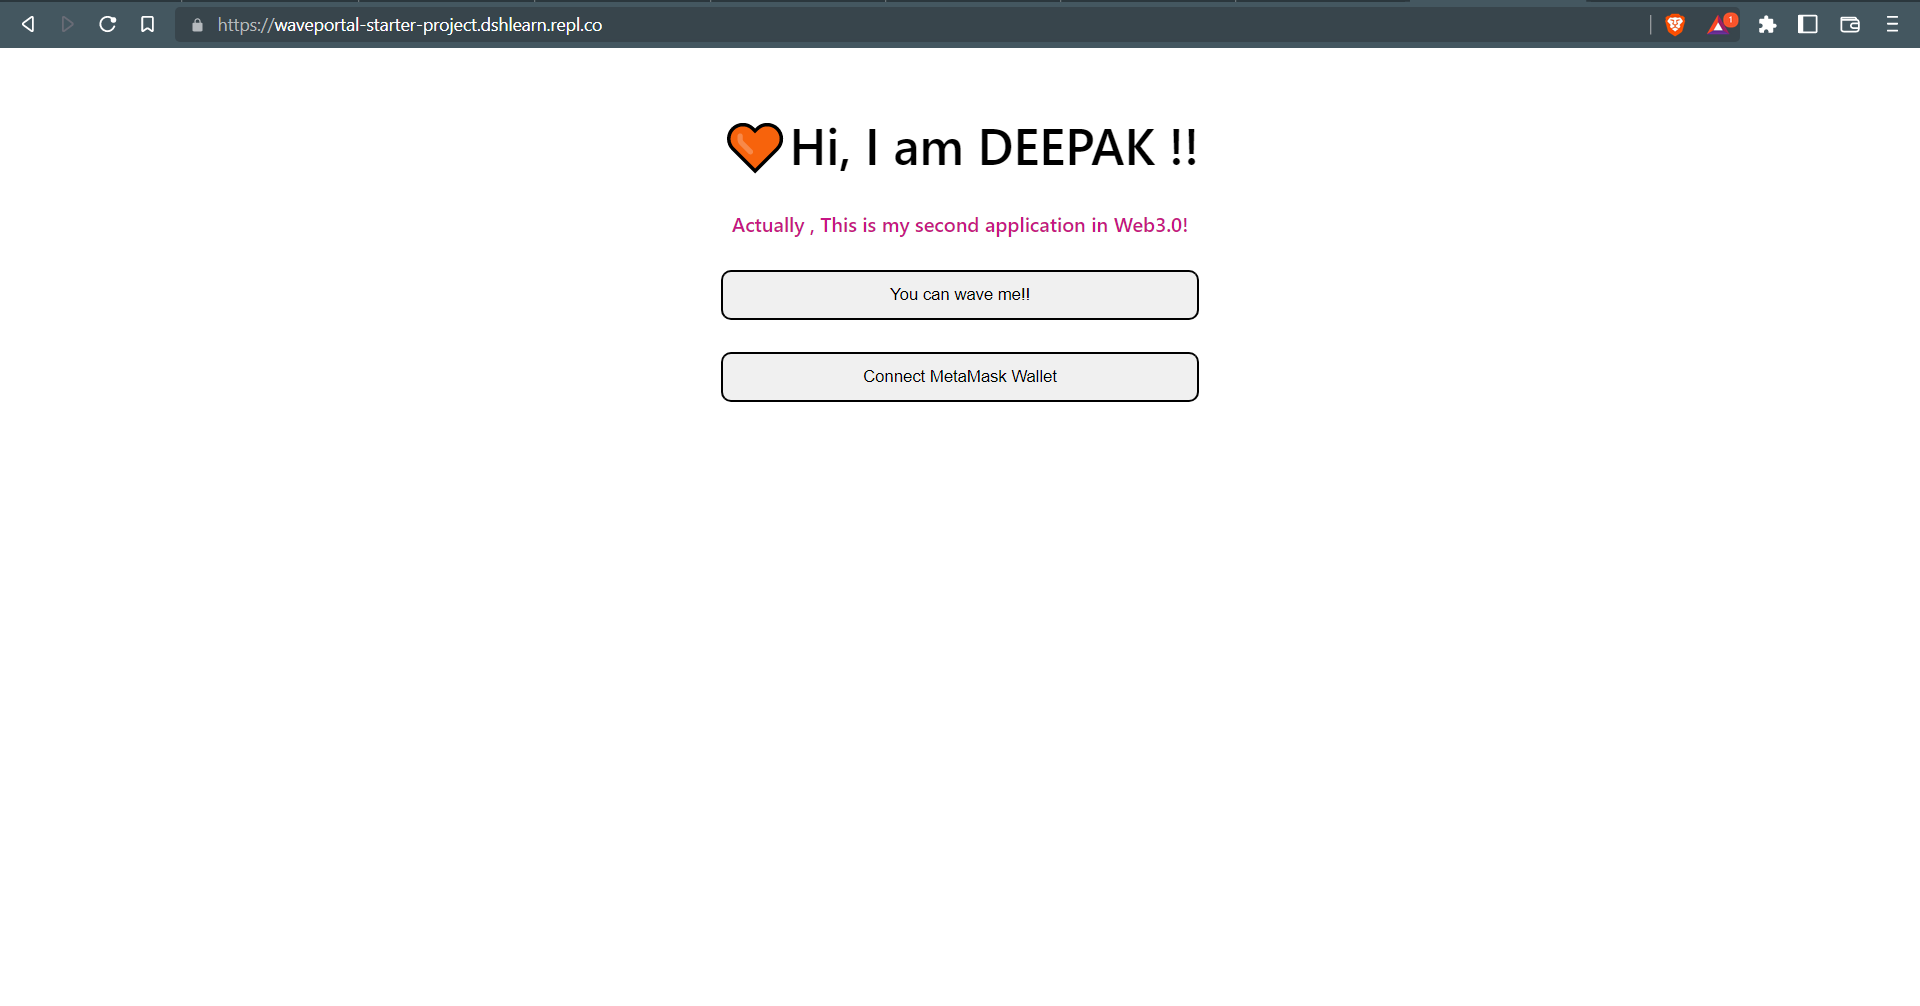 https://waveportal-starter-project.dshlearn.repl.co
1
🧡Hi, I am DEEPAK !!
Actually , This is my second application in Web3.0!
You can wave me!!
Connect MetaMask Wallet